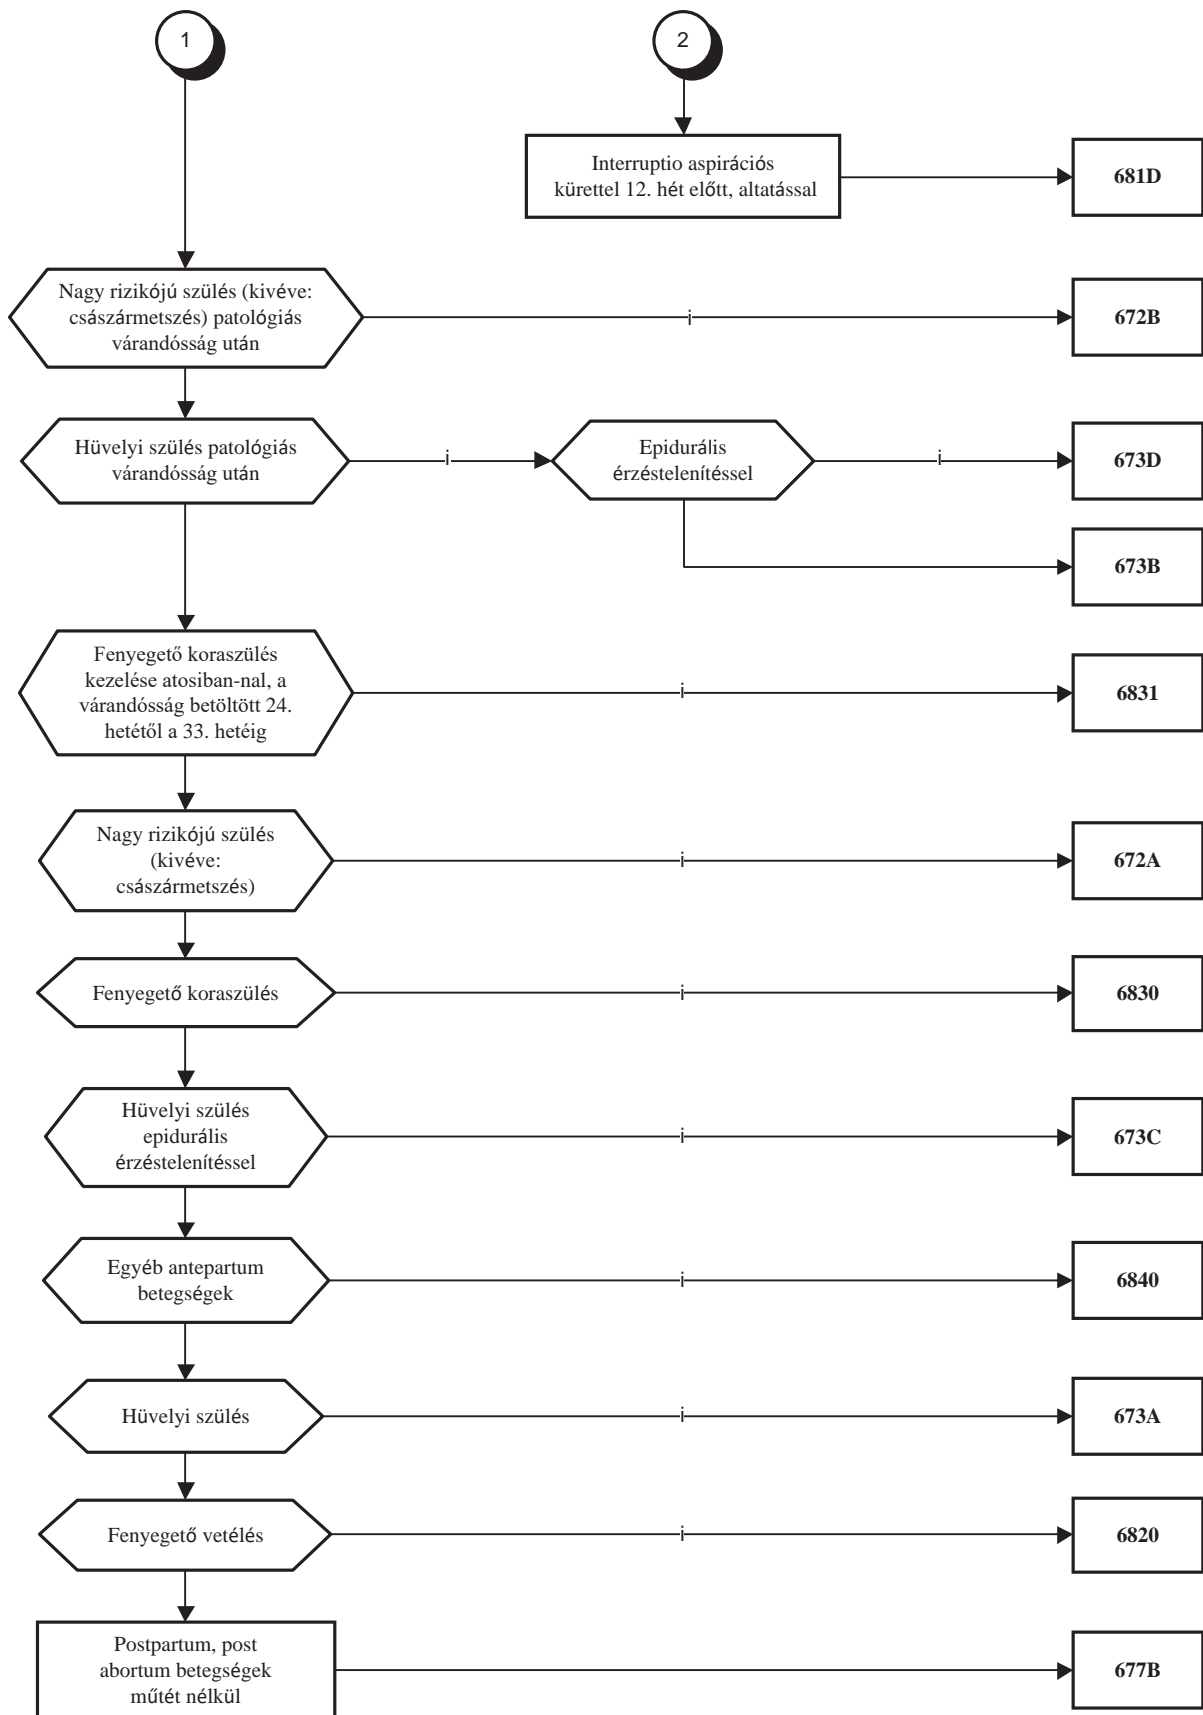 1
2
Interruptio aspirációs
kürettel 12. hét előtt, altatással
681D
Nagy rizikójú szülés (kivéve:
császármetszés) patológiás
várandósság után
i
672B
Hüvelyi szülés patológiás
várandósság után
i
Epidurális
érzéstelenítéssel
i
673D
673B
Fenyegető koraszülés
kezelése atosiban-nal, a
várandósság betöltött 24.
hetétől a 33. hetéig
i
6831
Nagy rizikójú szülés
(kivéve:
császármetszés)
i
672A
Fenyegető koraszülés
i
6830
Hüvelyi szülés
epidurális
érzéstelenítéssel
i
673C
Egyéb antepartum
betegségek
i
6840
Hüvelyi szülés
i
673A
Fenyegető vetélés
i
6820
Postpartum, post
abortum betegségek
műtét nélkül
677B